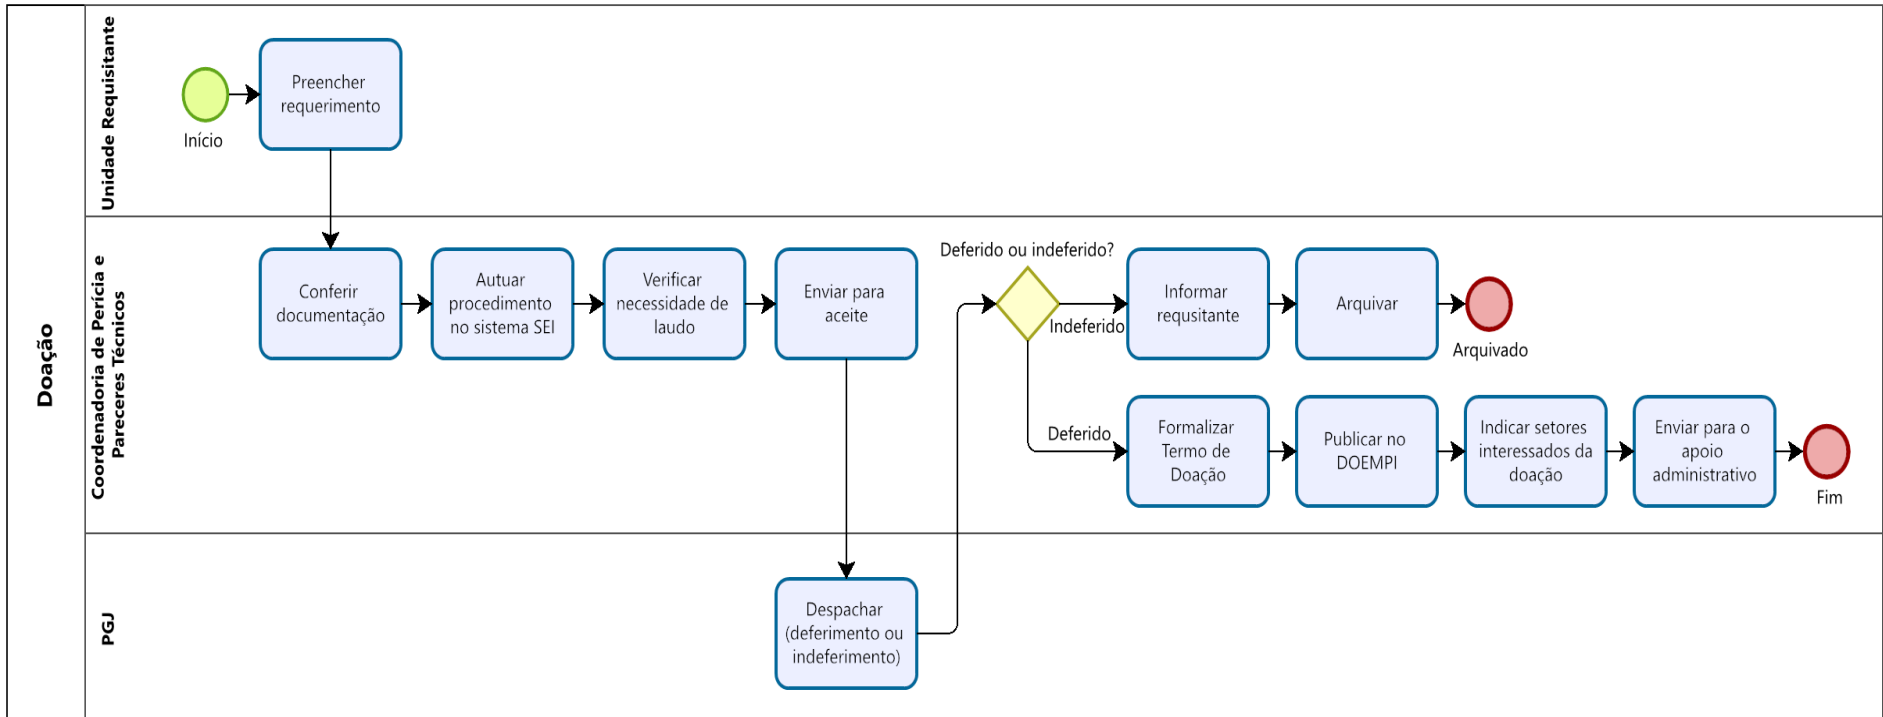 Doação
Unidade Requisitante
Início
Preencher
requerimento
Coordenadoria de Perícia e
Pareceres Técnicos
Conferir
documentação
Autuar
procedimento
no sistema SEI
Verificar
necessidade de
laudo
Enviar para
aceite
Deferido ou indeferido?
Indeferido
Informar
requsitante
Arquivar
Arquivado
Deferido
Formalizar
Termo de
Doação
Publicar no
DOEMPI
Indicar setores
interessados da
doação
Enviar para o
apoio
administrativo
Fim
PGJ
Despachar
(deferimento ou
indeferimento)